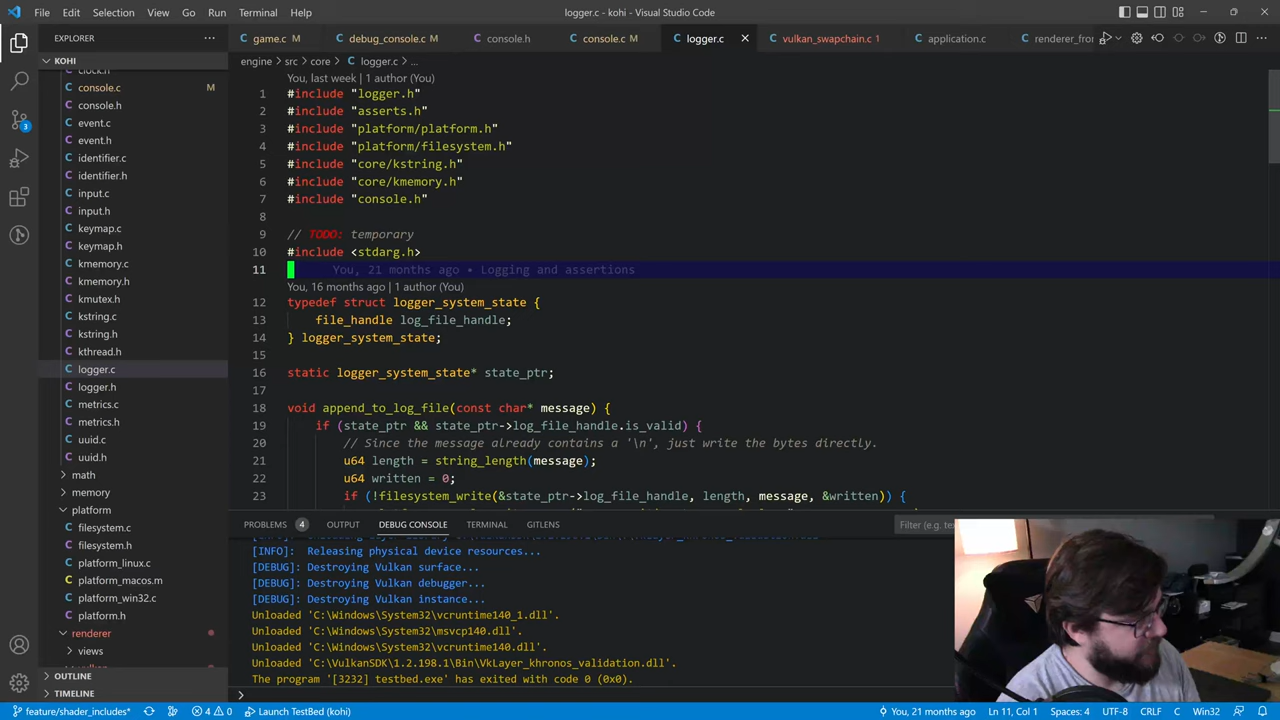 File Edit Selection View Go Run Terminal Help
logger.c - kohi - Visual Studio Code
EXPLORER
game.c M
debug_console.c M
console.h
console.c M
logger.c
vulkan_swapchain.c 1
application.c
KOHI
clock.h
console.c M
console.h
event.c
event.h
identifier.c
identifier.h
input.c
input.h
keymap.c
keymap.h
kmemory.c
kmemory.h
kmutex.h
kstring.c
kstring.h
kthread.h
logger.c
logger.h
metrics.c
metrics.h
uuid.c
uuid.h
math
memory
platform
filesystem.c
filesystem.h
platform_linux.c
platform_macos.m
platform_win32.c
platform.h
renderer
views
OUTLINE
TIMELINE
3
engine > src > core > logger.c > ...
You, last week | 1 author (You)
1 #include "logger.h"
2 #include "asserts.h"
3 #include "platform/platform.h"
4 #include "platform/filesystem.h"
5 #include "core/kstring.h"
6 #include "core/kmemory.h"
7 #include "console.h"
8
9 // TODO: temporary
10 #include <stdarg.h>
11 You, 21 months ago • Logging and assertions
You, 16 months ago | 1 author (You)
12 typedef struct logger_system_state {
13 file_handle log_file_handle;
14 } logger_system_state;
15
16 static logger_system_state* state_ptr;
17
18 void append_to_log_file(const char* message) {
19 if (state_ptr && state_ptr->log_file_handle.is_valid) {
20 // Since the message already contains a '\n', just write the bytes directly.
21 u64 length = string_length(message);
22 u64 written = 0;
23 if (!filesystem_write(&state_ptr->log_file_handle, length, message, &written)) {
PROBLEMS 4 OUTPUT DEBUG CONSOLE TERMINAL GITLENS
[INFO]: Releasing physical device resources...
[DEBUG]: Destroying Vulkan surface...
[DEBUG]: Destroying Vulkan debugger...
[DEBUG]: Destroying Vulkan instance...
Unloaded 'C:\Windows\System32\vcruntime140_1.dll'.
Unloaded 'C:\Windows\System32\msvcp140.dll'.
Unloaded 'C:\Windows\System32\vcruntime140.dll'.
Unloaded 'C:\VulkanSDK\1.2.198.1\Bin\VkLayer_khronos_validation.dll'.
The program '[3232] testbed.exe' has exited with code 0 (0x0).
feature/shader_includes* 4 0 Launch TestBed (kohi)
You, 21 months ago Ln 11, Col 1 Spaces: 4 UTF-8 CRLF C Win32